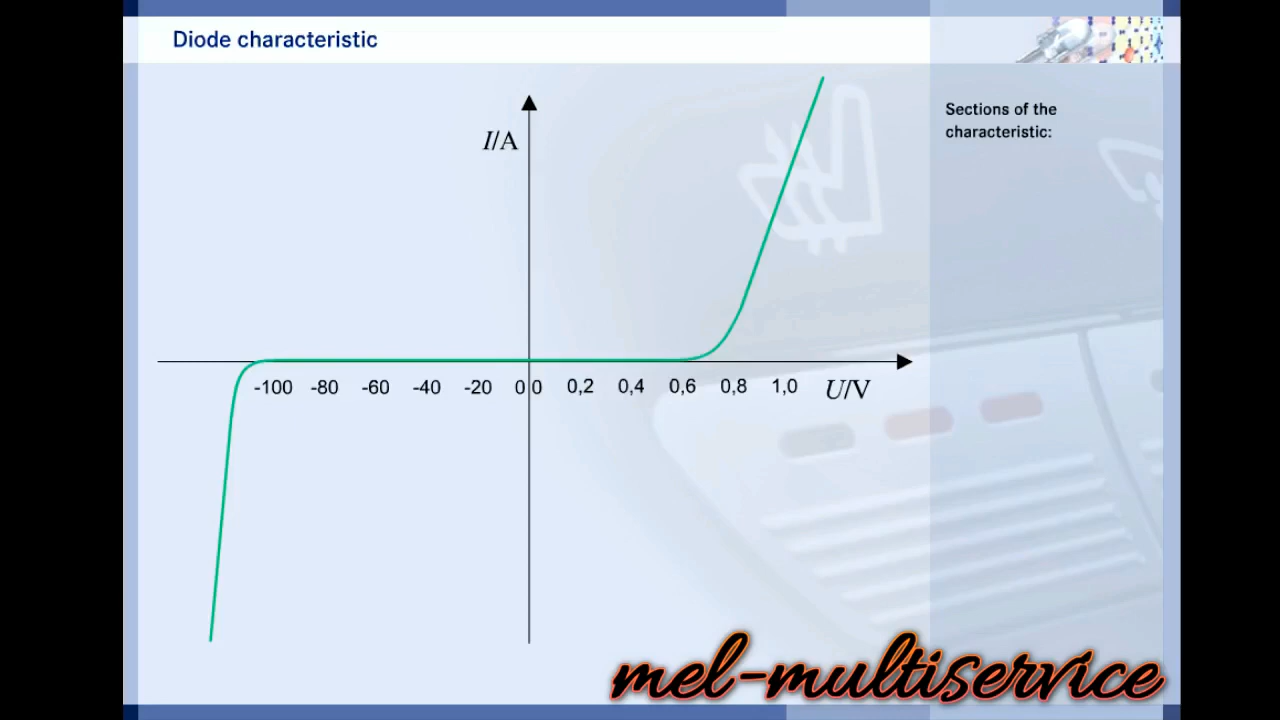 Diode characteristic
Sections of the
characteristic:
I/A
-100 -80 -60 -40 -20 0 0 0,2 0,4 0,6 0,8 1,0 U/V
mel-multiservice